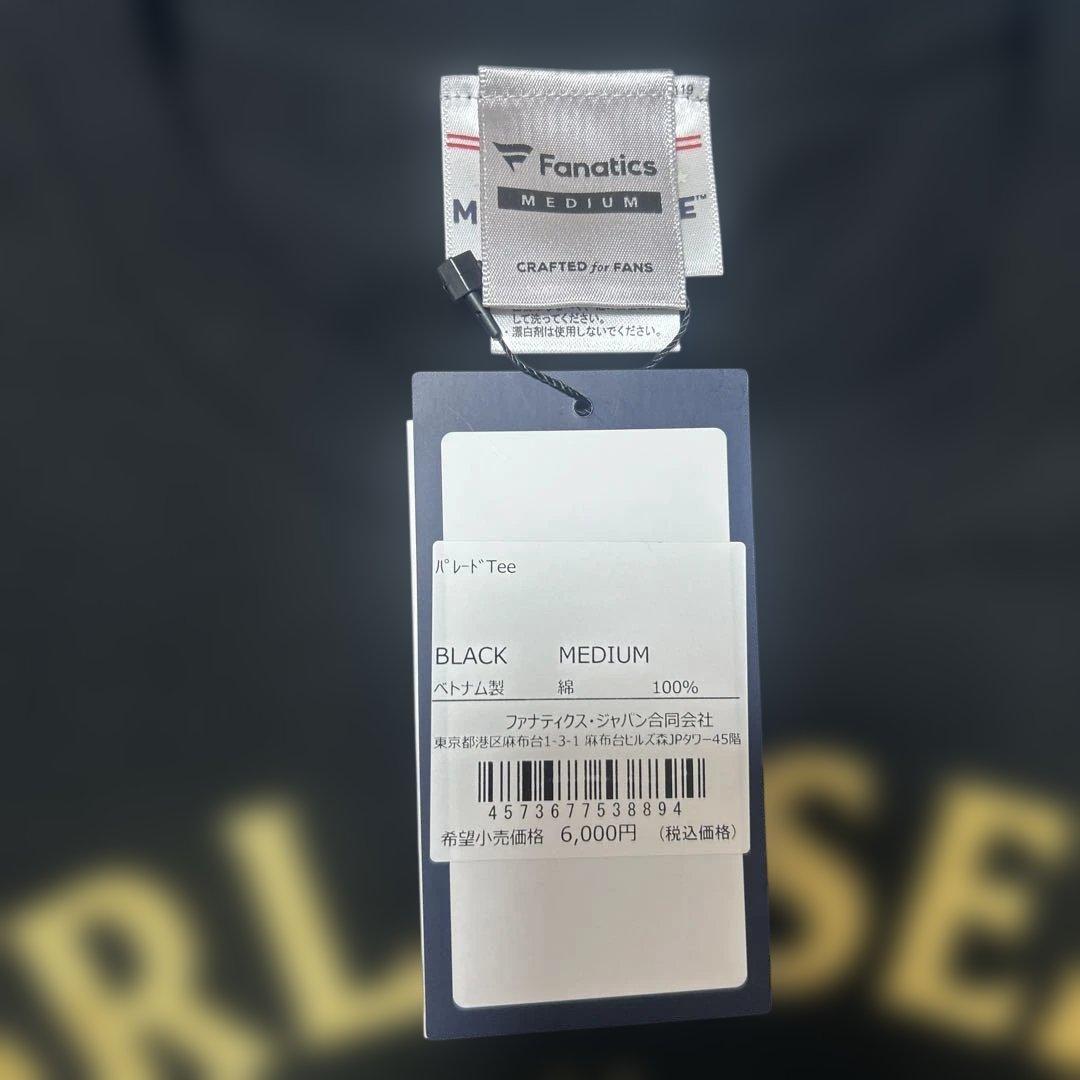 119
Fanatics
MEDIUM
M E™
CRAFTED for FANS
して洗ってください。
・漂白剤は使用しないでください。
ﾊﾟﾚｰﾄﾞTee
BLACK MEDIUM
ベトナム製 綿 100%
ファナティクス・ジャパン合同会社
東京都港区麻布台1-3-1 麻布台ヒルズ森JPタワー45階
4573677538894
希望小売価格 6,000円 (税込価格)
RL SE